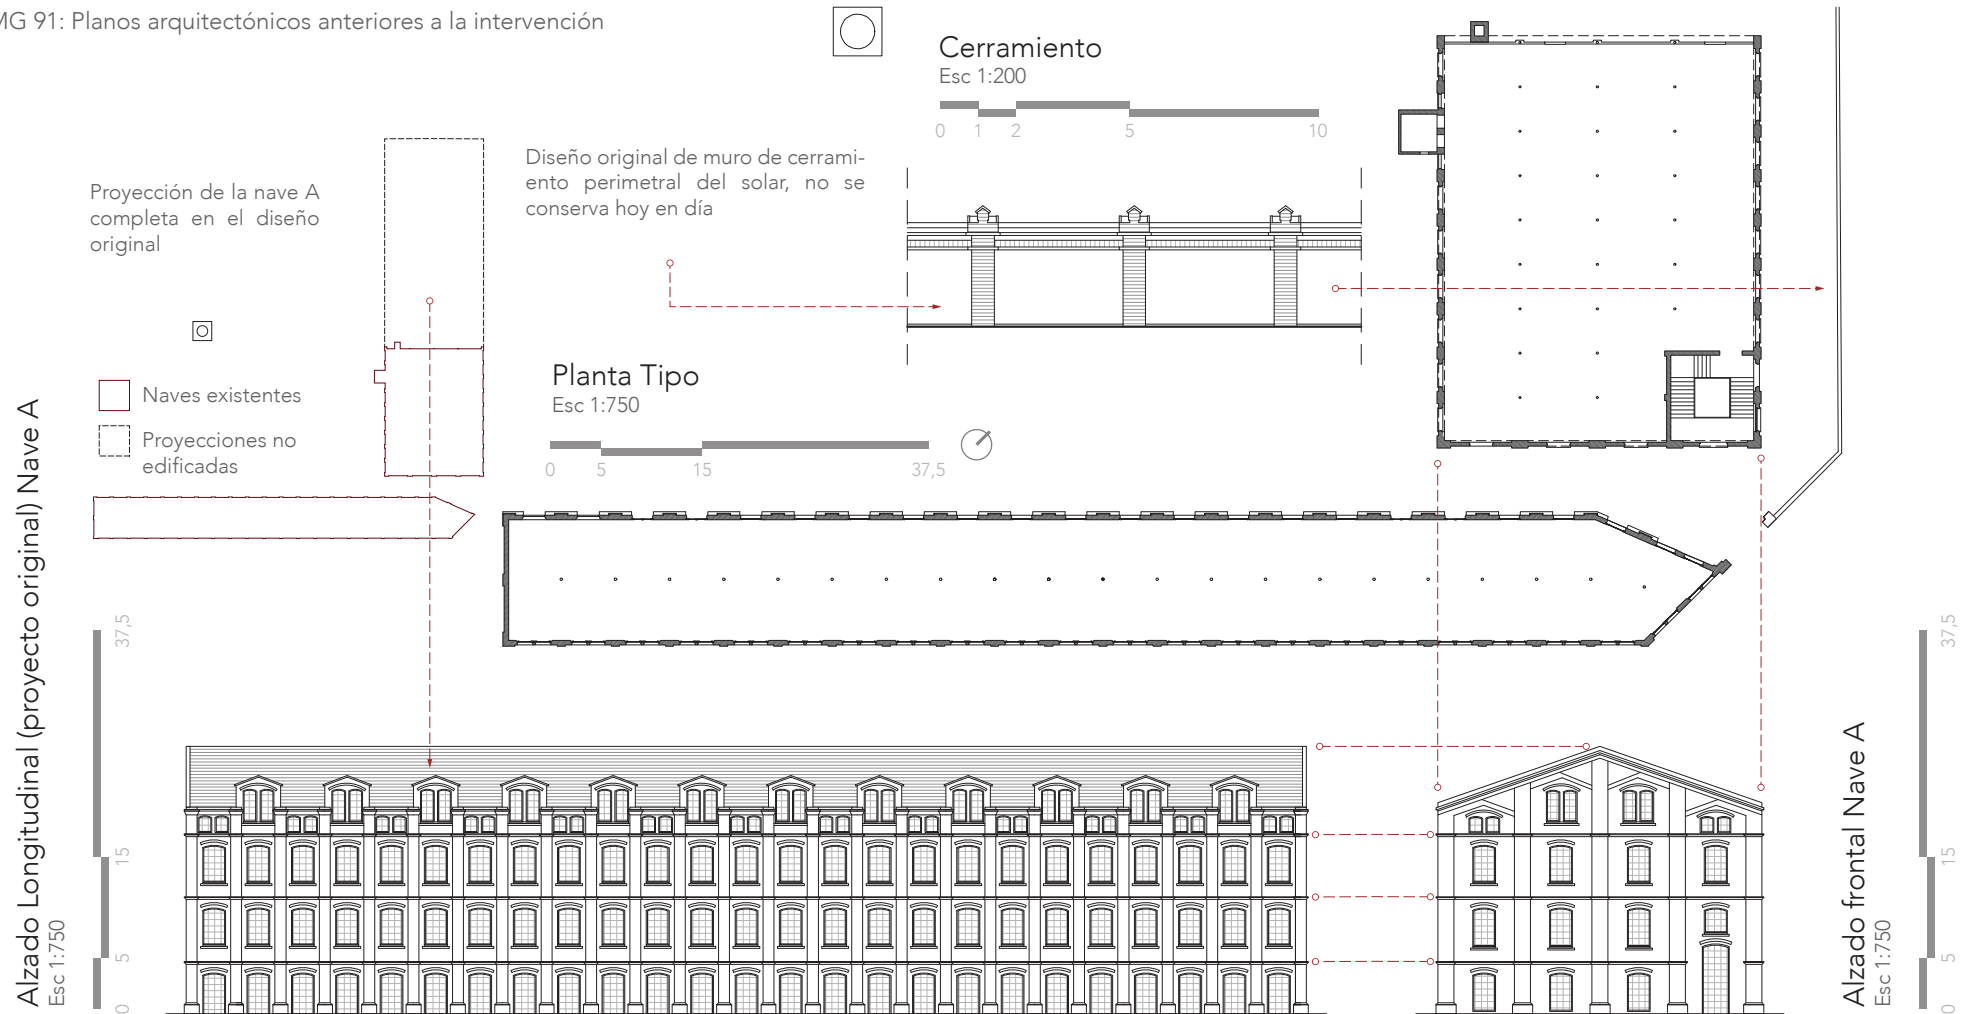 MG 91: Planos arquitectónicos anteriores a la intervención
Cerramiento
Esc 1:200
0 1 2 5 10
Diseño original de muro de cerrami-
ento perimetral del solar, no se
conserva hoy en día
Proyección de la nave A
completa en el diseño
original
Naves existentes
Proyecciones no
edificadas
Planta Tipo
Esc 1:750
0 5 15 37,5
Alzado Longitudinal (proyecto original) Nave A
Esc 1:750
0 5 15 37,5
Alzado frontal Nave A
Esc 1:750
0 5 15 37,5